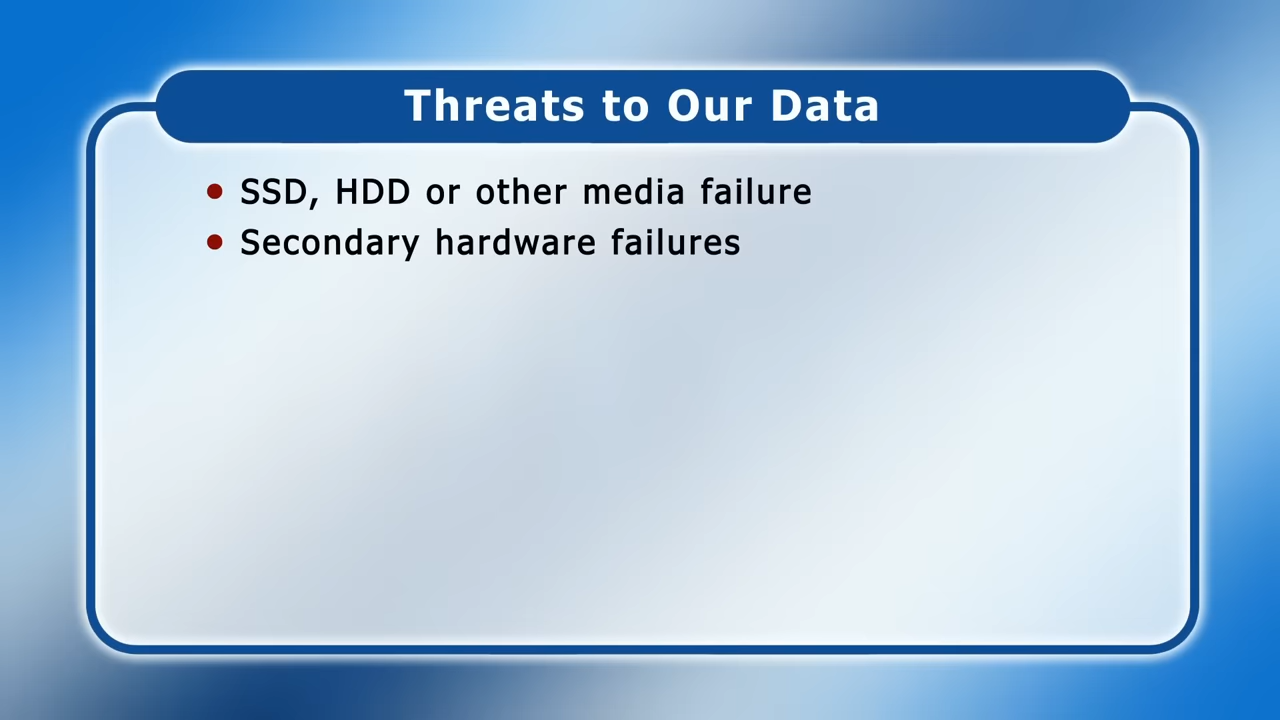 Threats to Our Data
• SSD, HDD or other media failure
• Secondary hardware failures